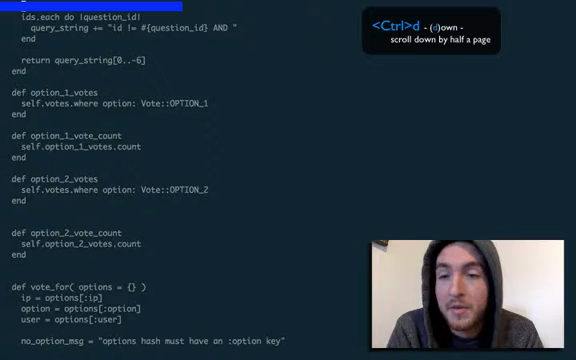 ids.each do |question_id|
query_string += "id != #{question_id} AND "
end
return query_string[0..-6]
end
def option_1_votes
self.votes.where option: Vote::OPTION_1
end
def option_1_vote_count
self.option_1_votes.count
end
def option_2_votes
self.votes.where option: Vote::OPTION_2
end
def option_2_vote_count
self.option_2_votes.count
end
def vote_for( options = {} )
ip = options[:ip]
option = options[:option]
user = options[:user]
no_option_msg = "options hash must have an :option key"
<Ctrl>d - (d)own -
scroll down by half a page